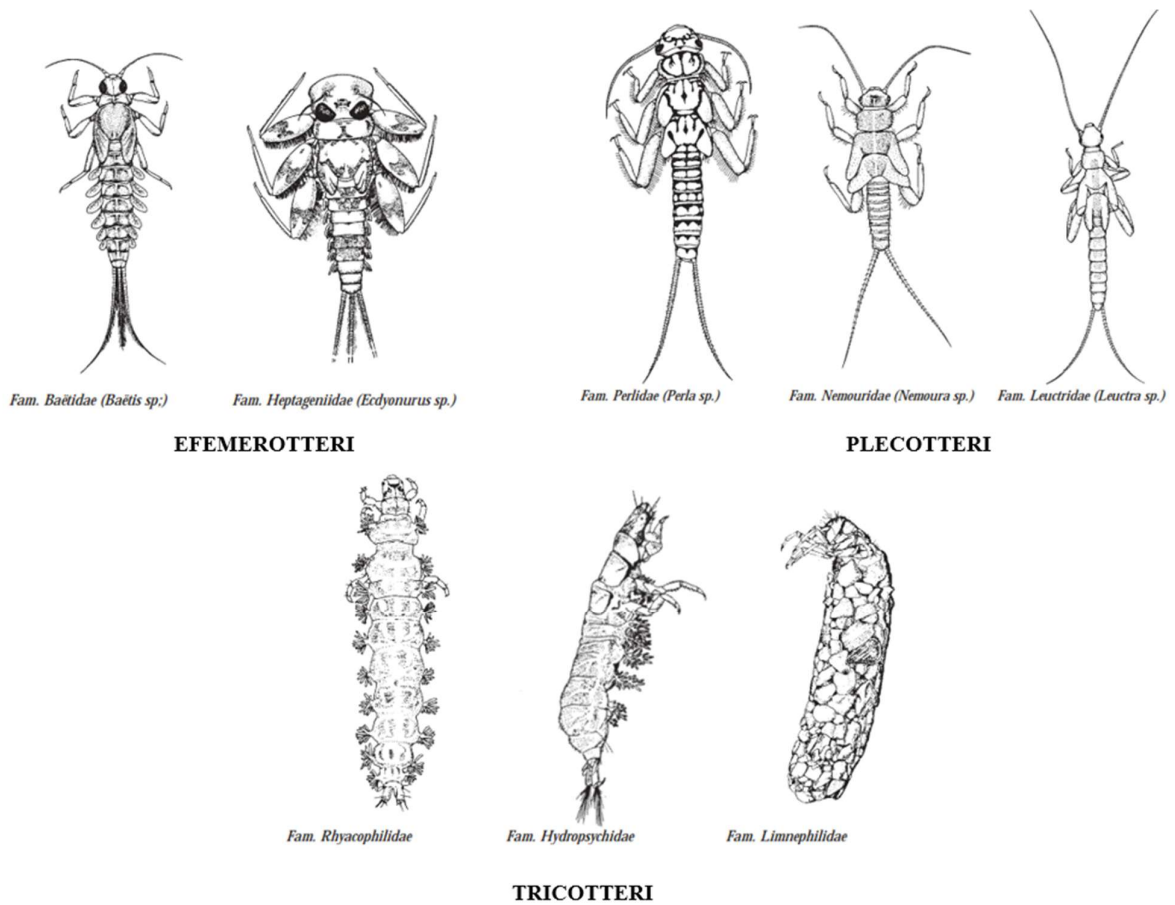 Fam. Baëtidae (Baëtis sp;)
Fam. Heptageniidae (Ecdyonurus sp.)
Fam. Perlidae (Perla sp.)
Fam. Nemouridae (Nemoura sp.)
Fam. Leuctridae (Leuctra sp.)
EFEMEROTTERI
PLECOTTERI
Fam. Rhyacophilidae
Fam. Hydropsychidae
Fam. Limnephilidae
TRICOTTERI